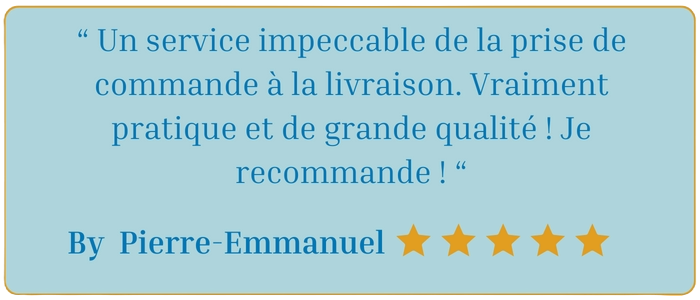 “ Un service impeccable de la prise de
commande à la livraison. Vraiment
pratique et de grande qualité ! Je
recommande ! “
By Pierre-Emmanuel